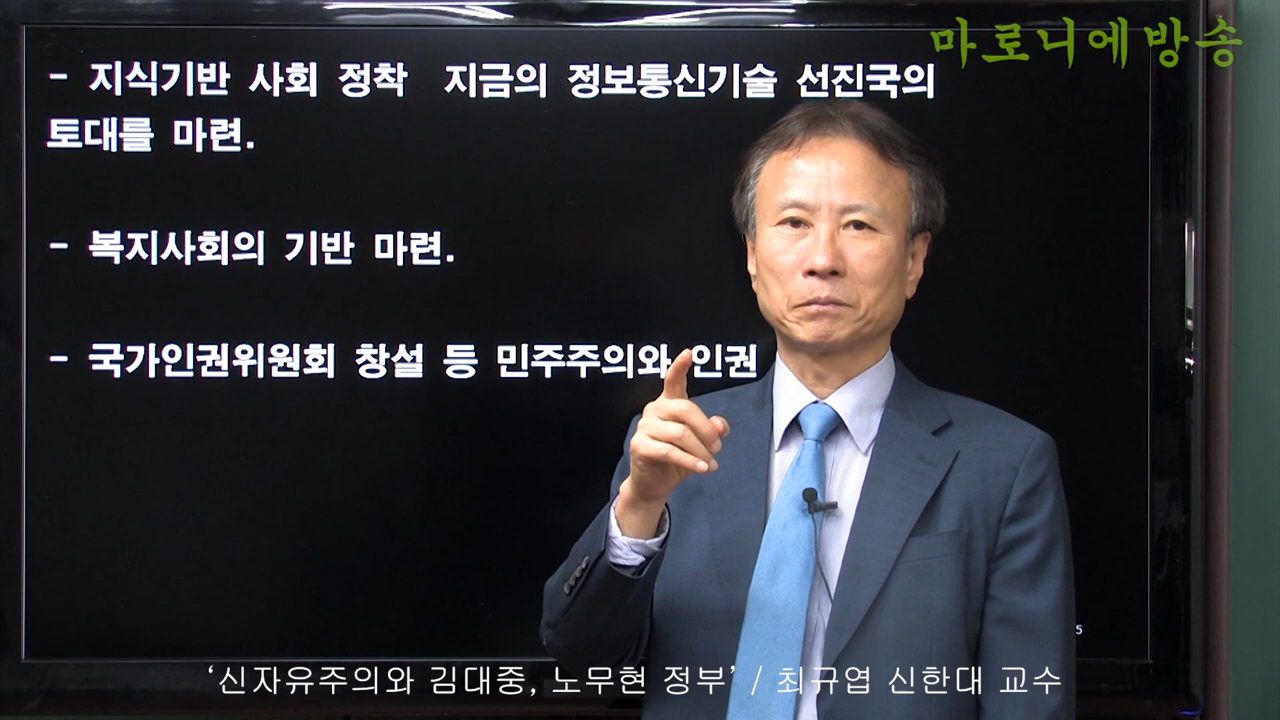 마로니에방송
- 지식기반 사회 정착 지금의 정보통신기술 선진국의
토대를 마련.
- 복지사회의 기반 마련.
- 국가인권위원회 창설 등 민주주의와 인권
5
‘신자유주의와 김대중, 노무현 정부’ / 최규엽 신한대 교수